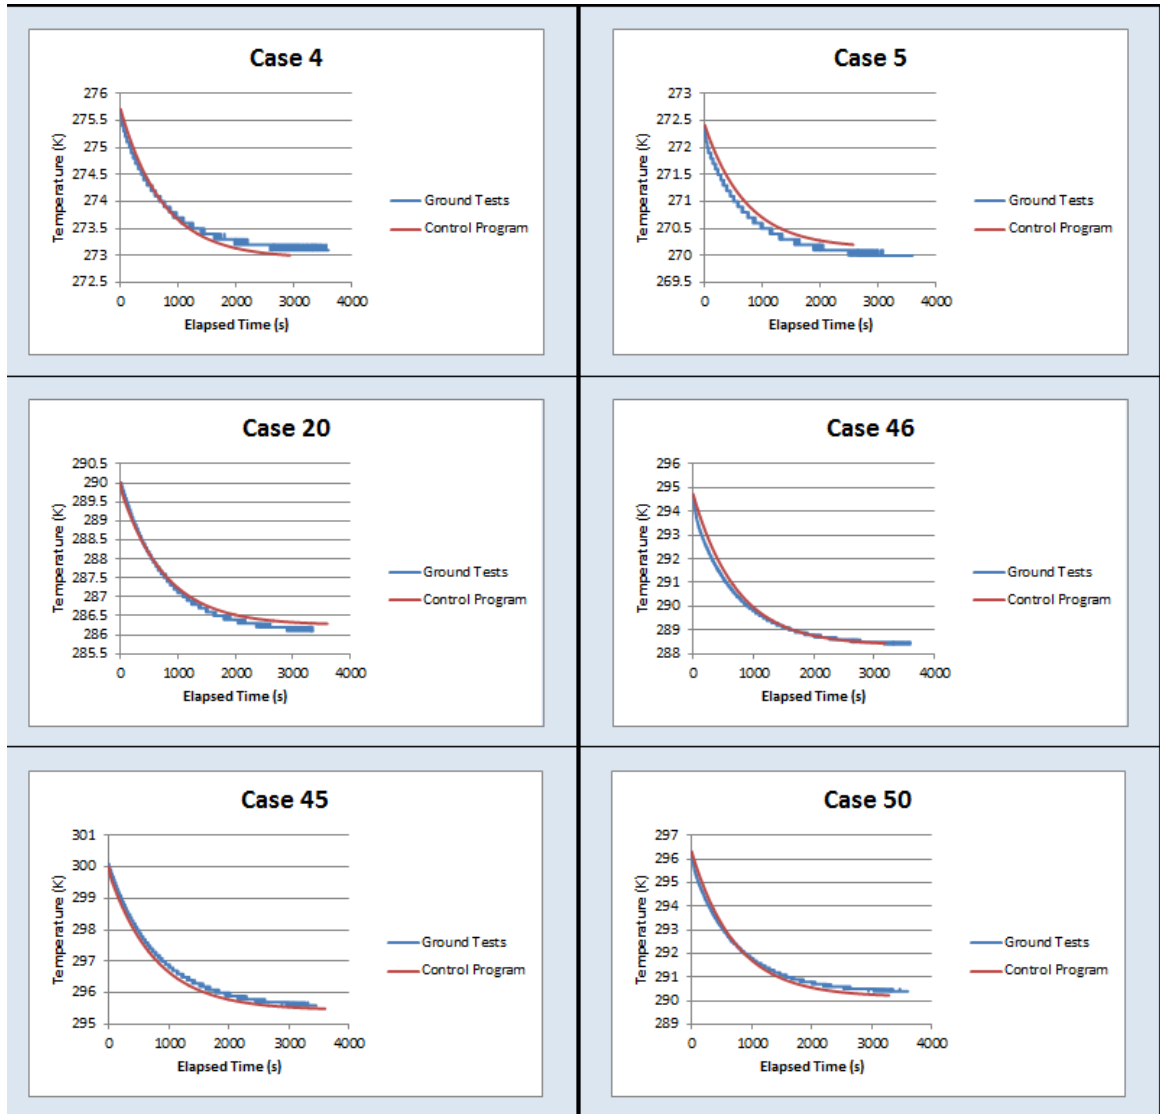 Case 4
276
275.5
275
274.5
274
273.5
273
272.5
Temperature (K)
0 1000 2000 3000 4000
Elapsed Time (s)
Ground Tests
Control Program
Case 5
273
272.5
272
271.5
271
270.5
270
269.5
Temperature (K)
0 1000 2000 3000 4000
Elapsed Time (s)
Ground Tests
Control Program
Case 20
290.5
290
289.5
289
288.5
288
287.5
287
286.5
286
285.5
Temperature (K)
0 1000 2000 3000 4000
Elapsed Time (s)
Ground Tests
Control Program
Case 46
296
295
294
293
292
291
290
289
288
Temperature (K)
0 1000 2000 3000 4000
Elapsed Time (s)
Ground Tests
Control Program
Case 45
301
300
299
298
297
296
295
Temperature (K)
0 1000 2000 3000 4000
Elapsed Time (s)
Ground Tests
Control Program
Case 50
297
296
295
294
293
292
291
290
289
Temperature (K)
0 1000 2000 3000 4000
Elapsed Time (s)
Ground Tests
Control Program